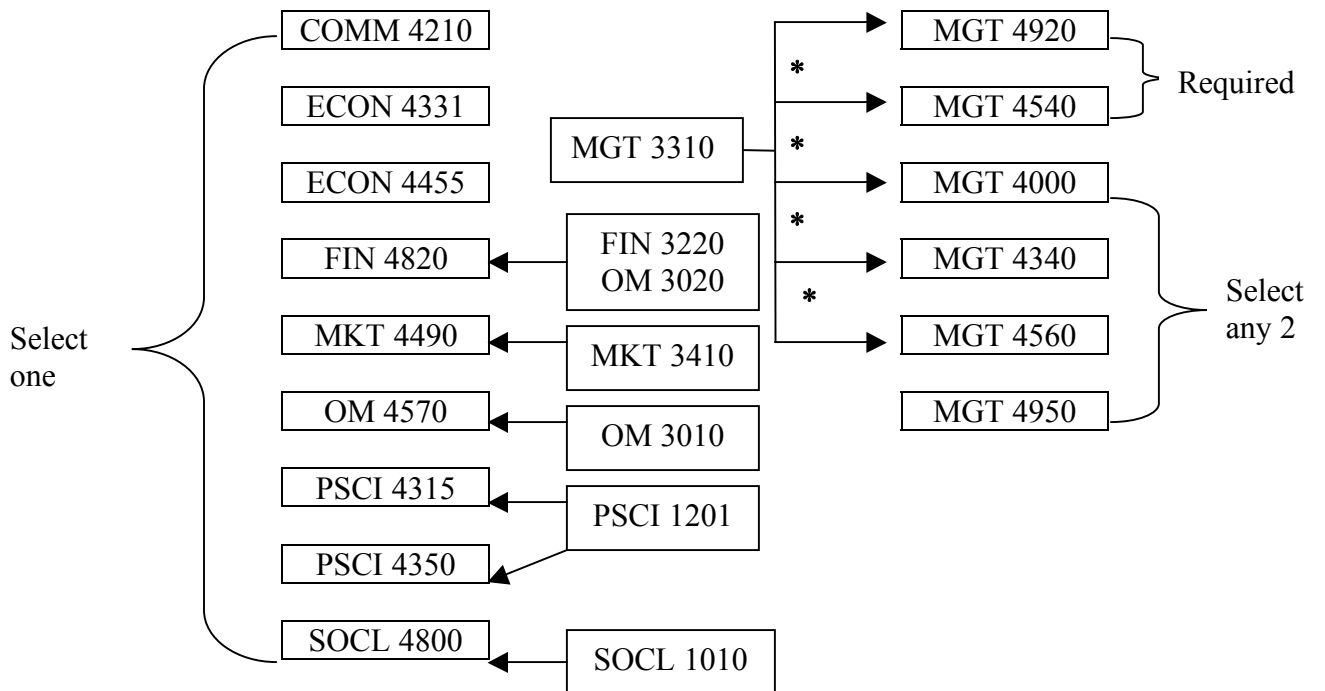 Select
one
COMM 4210
ECON 4331
ECON 4455
FIN 4820
MKT 4490
OM 4570
PSCI 4315
PSCI 4350
SOCL 4800
MGT 3310
FIN 3220
OM 3020
MKT 3410
OM 3010
PSCI 1201
SOCL 1010
*
*
*
*
MGT 4920
MGT 4540
MGT 4000
MGT 4340
MGT 4560
MGT 4950
Required
Select
any 2